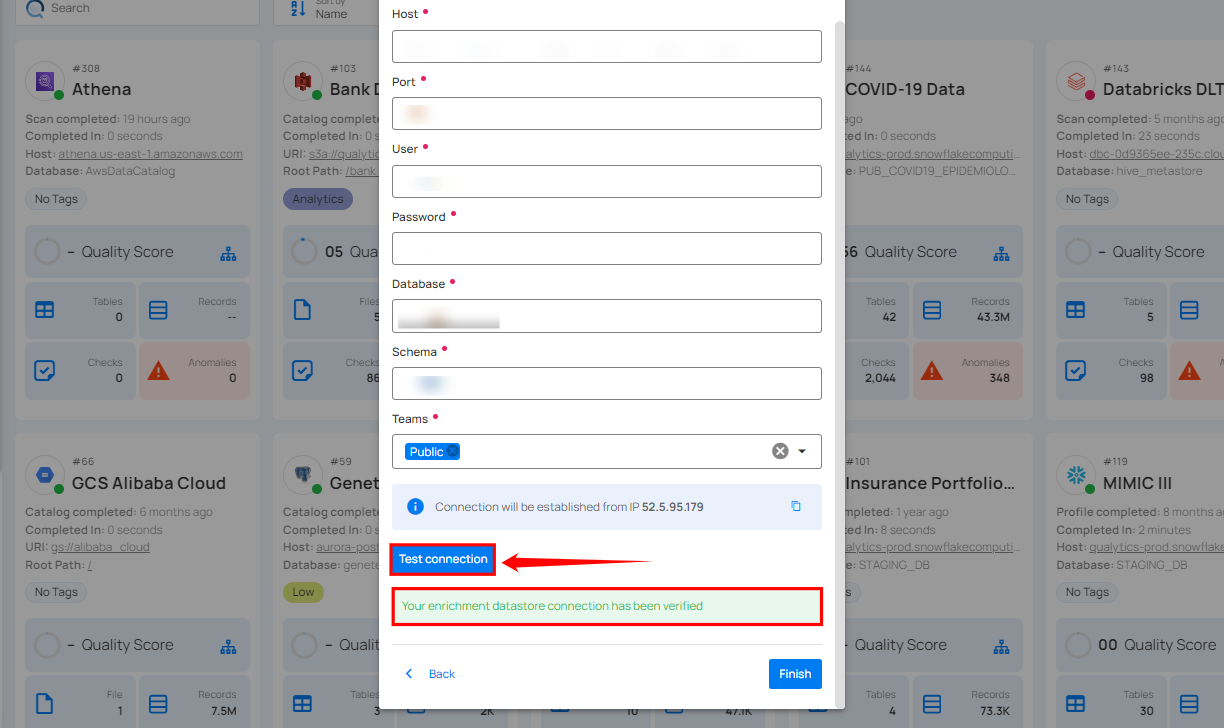 Search
Sort by
Name
#308
Athena
Scan completed: 19 hours ago
Completed In: 0 seconds
Host: athena.us-east-1.amazonaws.com
Database: AwsDataCatalog
No Tags
– Quality Score
Tables
0
Records
--
Checks
0
Anomalies
0
#103
Bank D
Catalog complete
Completed In: 0 s
URI: s3a://qualytic
Root Path: /bank_
Analytics
05 Qua
Files
5
Checks
86
Host
Port
User
Password
Database
Schema
Teams
Public
Connection will be established from IP 52.5.95.179
Test connection
Your enrichment datastore connection has been verified
Back
Finish
#144
COVID-19 Data
ago
ed In: 0 seconds
alytics-prod.snowflakecomputi...
e: PUB_COVID19_EPIDEMIOLO...
56 Quality Score
Tables
42
Records
43.3M
Checks
2,044
Anomalies
348
#143
Databricks DLT
Scan completed: 5 months ago
Completed In: 23 seconds
Host: dbc-0d9365ee-235c.clou
Database: hive_metastore
No Tags
– Quality Score
Tables
5
Checks
98
A
#66
GCS Alibaba Cloud
Catalog completed: 6 months ago
Completed In: 0 seconds
URI: gs://alibaba_cloud
Root Path: /
No Tags
– Quality Score
File
1
Records
7.5M
#59
Genet
Catalog complete
Completed In: 0 s
Host: aurora-post
Database: genete
Low
– Qua
Tables
3
2K
10
47.1K
#101
Insurance Portfolio...
mpleted: 1 year ago
ed In: 8 seconds
alytics-prod.snowflakecomputi...
e: STAGING_DB
s
- Quality Score
Tables
4
Records
73.3K
#119
MIMIC III
Profile completed: 8 months ago
Completed In: 2 minutes
Host: qualytics-prod.snowflake
Database: STAGING_DB
No Tags
00 Quality Score
Tables
30